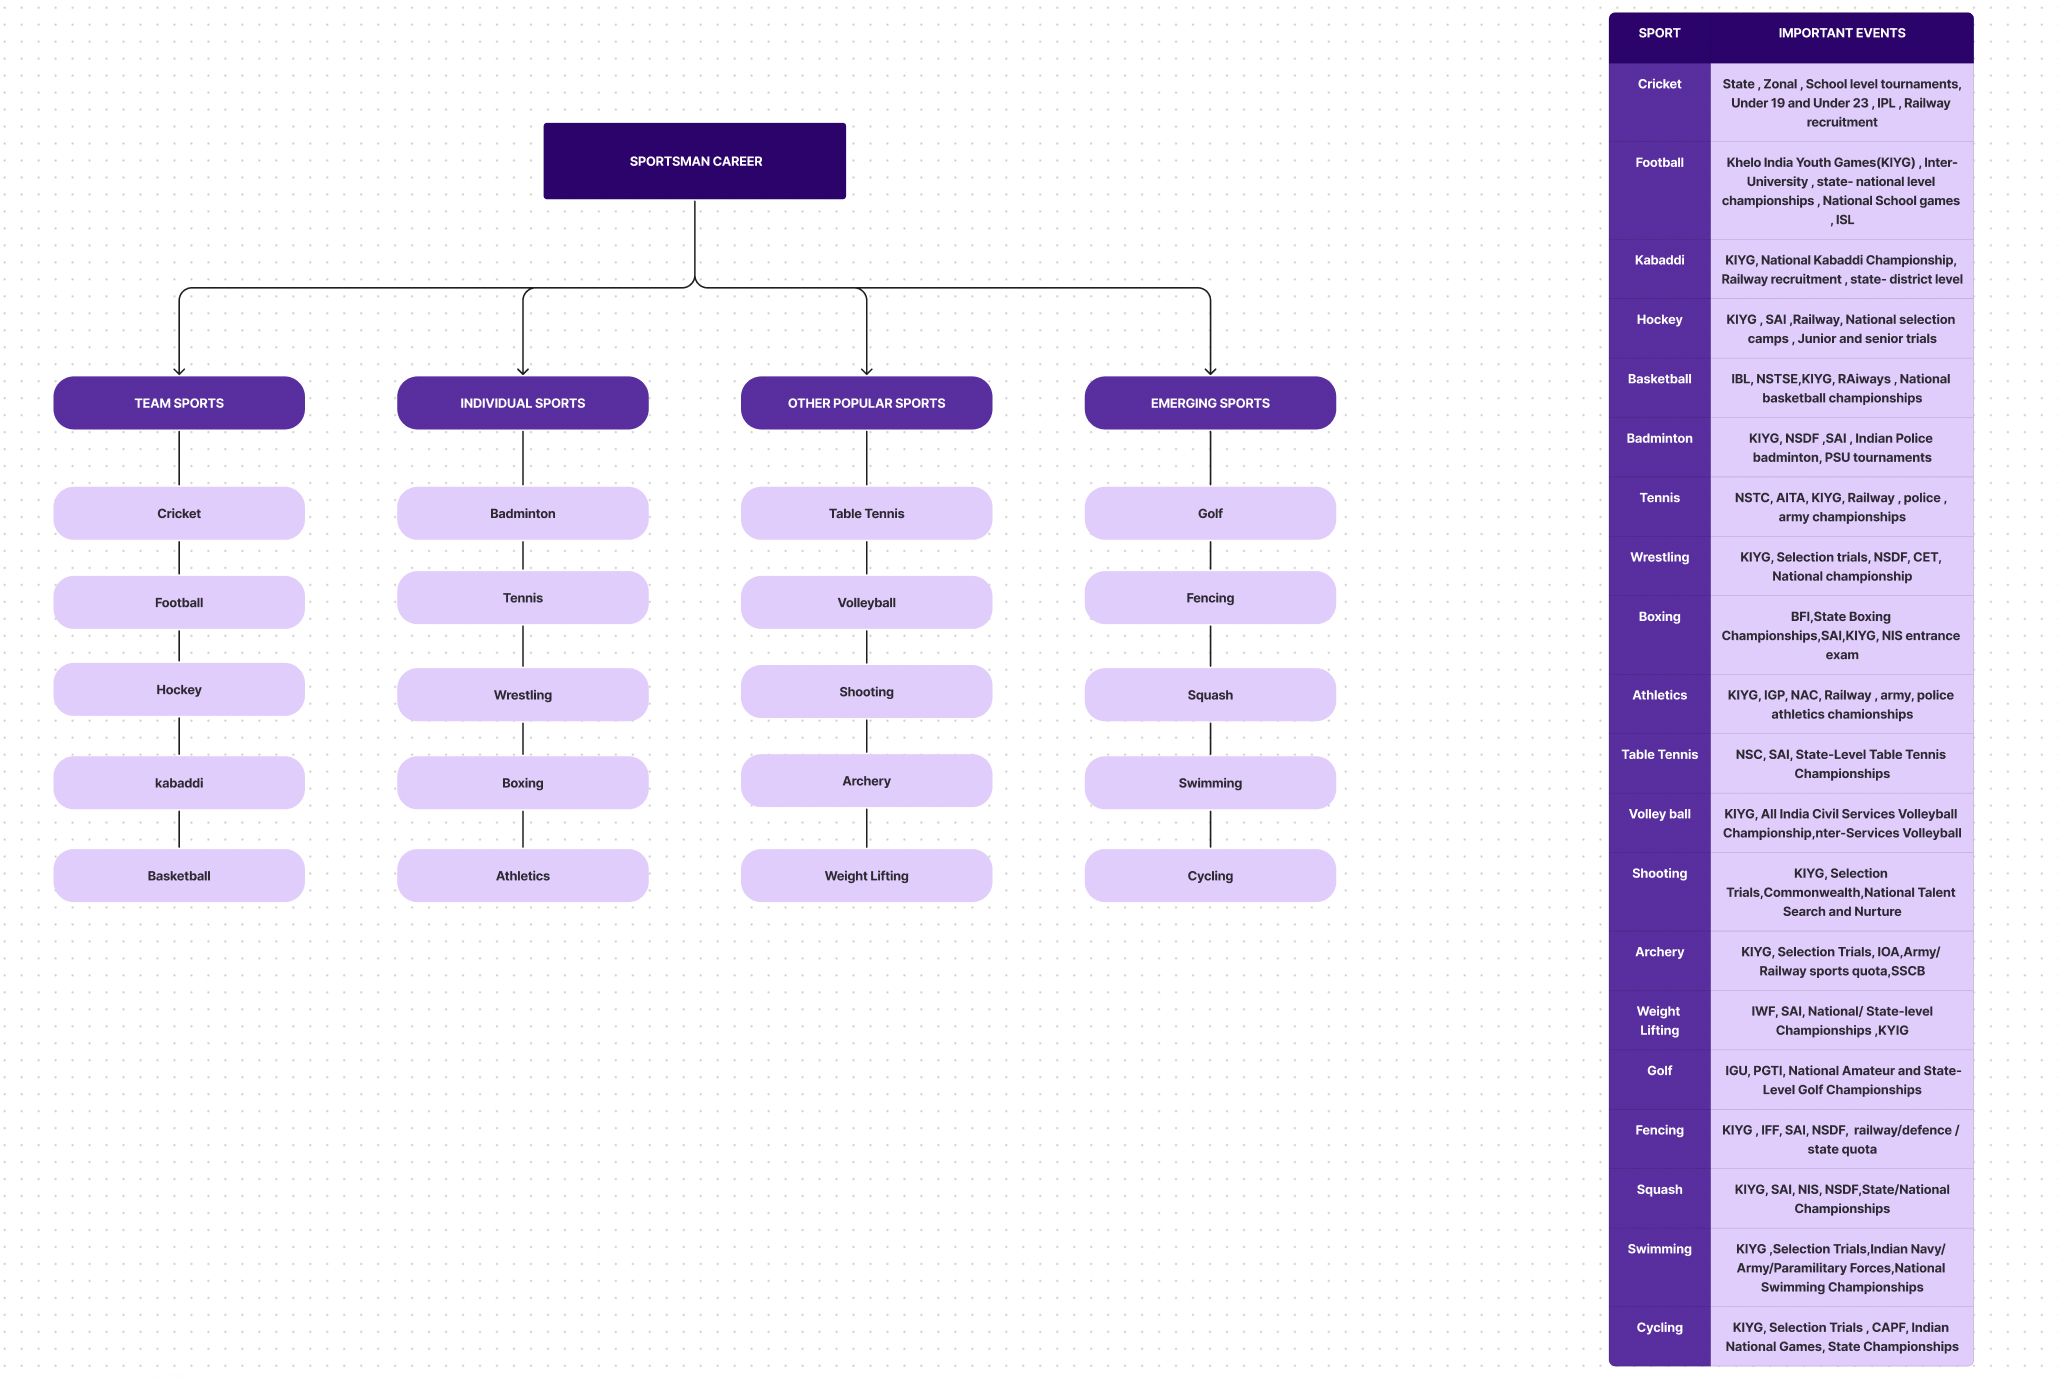 SPORTSMAN CAREER
TEAM SPORTS
Cricket
Football
Hockey
kabaddi
Basketball
INDIVIDUAL SPORTS
Badminton
Tennis
Wrestling
Boxing
Athletics
OTHER POPULAR SPORTS
Table Tennis
Volleyball
Shooting
Archery
Weight Lifting
EMERGING SPORTS
Golf
Fencing
Squash
Swimming
Cycling
SPORT
IMPORTANT EVENTS
Cricket
State , Zonal , School level tournaments,
Under 19 and Under 23 , IPL , Railway
recruitment
Football
Khelo India Youth Games(KIYG) , Inter-
University , state- national level
championships , National School games
, ISL
Kabaddi
KIYG, National Kabaddi Championship,
Railway recruitment , state- district level
Hockey
KIYG , SAI ,Railway, National selection
camps , Junior and senior trials
Basketball
IBL, NSTSE,KIYG, RAiways , National
basketball championships
Badminton
KIYG, NSDF ,SAI , Indian Police
badminton, PSU tournaments
Tennis
NSTC, AITA, KIYG, Railway , police ,
army championships
Wrestling
KIYG, Selection trials, NSDF, CET,
National championship
Boxing
BFI,State Boxing
Championships,SAI,KIYG, NIS entrance
exam
Athletics
KIYG, IGP, NAC, Railway , army, police
athletics chamionships
Table Tennis
NSC, SAI, State-Level Table Tennis
Championships
Volley ball
KIYG, All India Civil Services Volleyball
Championship,nter-Services Volleyball
Shooting
KIYG, Selection
Trials,Commonwealth,National Talent
Search and Nurture
Archery
KIYG, Selection Trials, IOA,Army/
Railway sports quota,SSCB
Weight
Lifting
IWF, SAI, National/ State-level
Championships ,KYIG
Golf
IGU, PGTI, National Amateur and State-
Level Golf Championships
Fencing
KIYG , IFF, SAI, NSDF,  railway/defence /
state quota
Squash
KIYG, SAI, NIS, NSDF,State/National
Championships
Swimming
KIYG ,Selection Trials,Indian Navy/
Army/Paramilitary Forces,National
Swimming Championships
Cycling
KIYG, Selection Trials , CAPF, Indian
National Games, State Championships